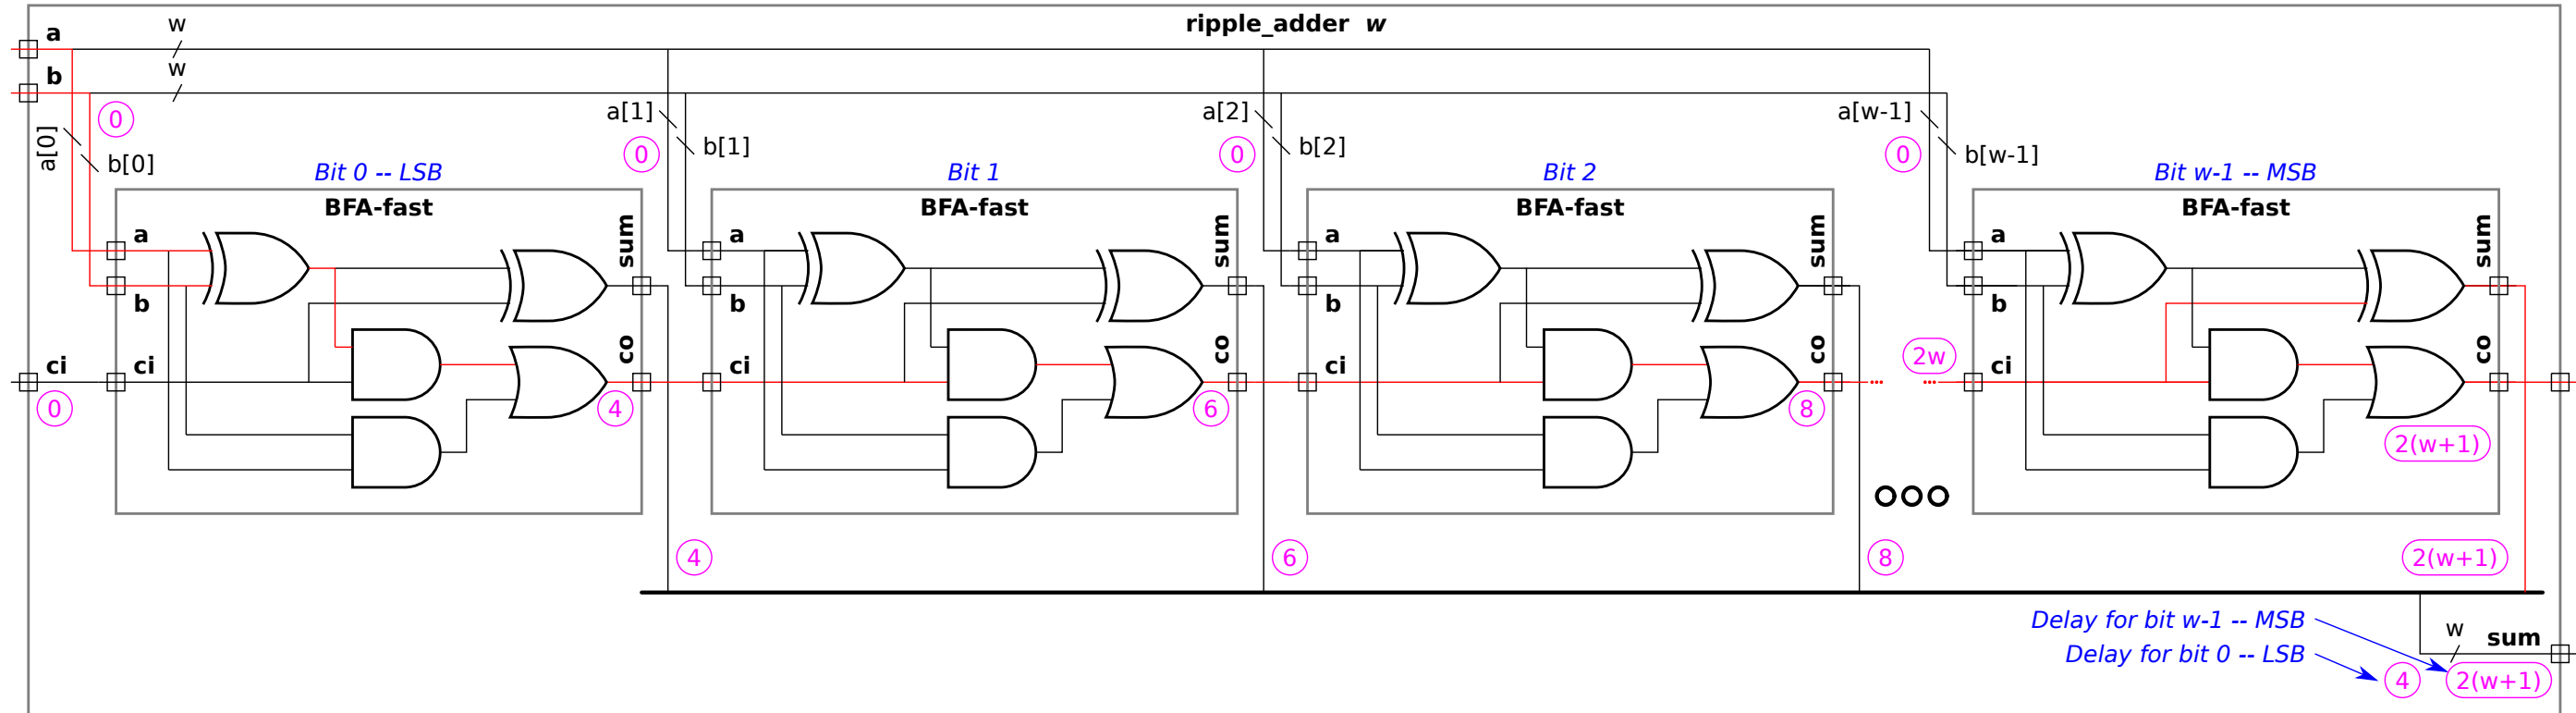 ripple_adder w
a
w
b
w
0
a[0]
b[0]
a[1]
0
b[1]
a[2]
0
b[2]
a[w-1]
0
b[w-1]
Bit 0 -- LSB
Bit 1
Bit 2
Bit w-1 -- MSB
BFA-fast
a
b
ci
sum
co
4
BFA-fast
a
b
ci
sum
co
6
BFA-fast
a
b
ci
sum
co
8
2w
BFA-fast
a
b
ci
sum
co
2(w+1)
ci
0
4
6
8
2(w+1)
Delay for bit w-1 -- MSB
Delay for bit 0 -- LSB
w
sum
4
2(w+1)